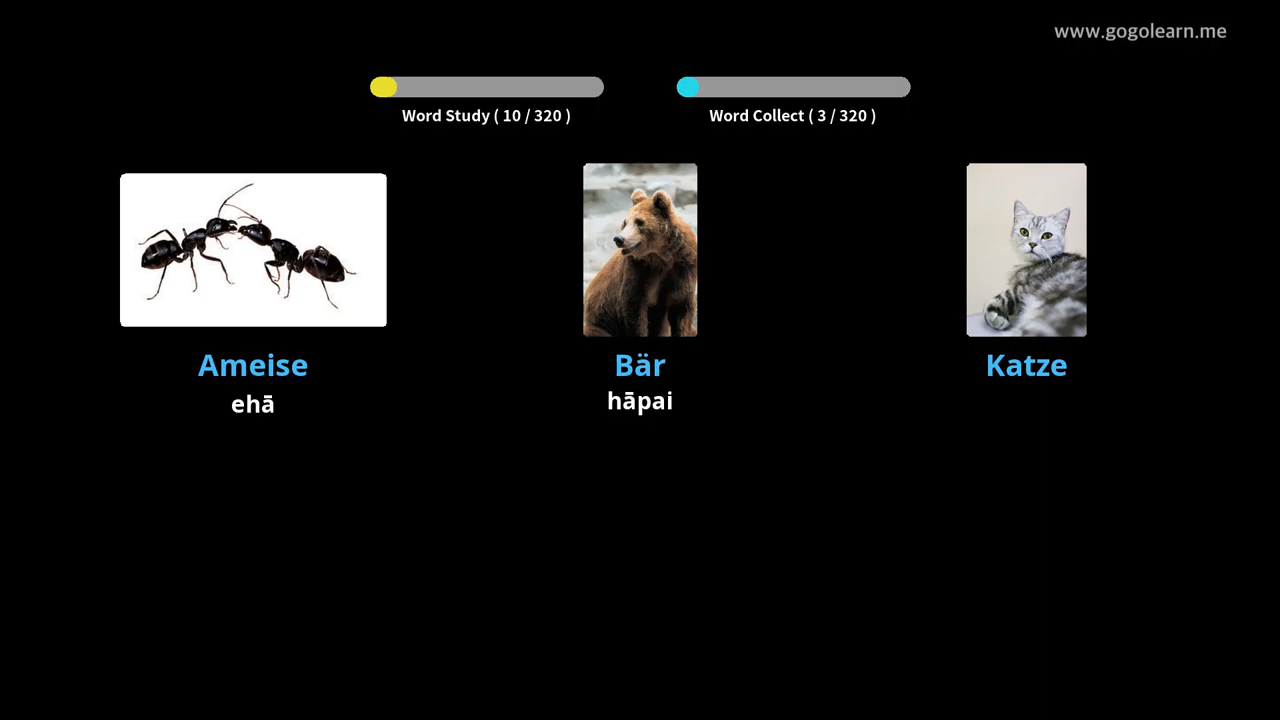 www.gogolearn.me
Word Study ( 10 / 320 )
Word Collect ( 3 / 320 )
Ameise
ehā
Bär
hāpai
Katze